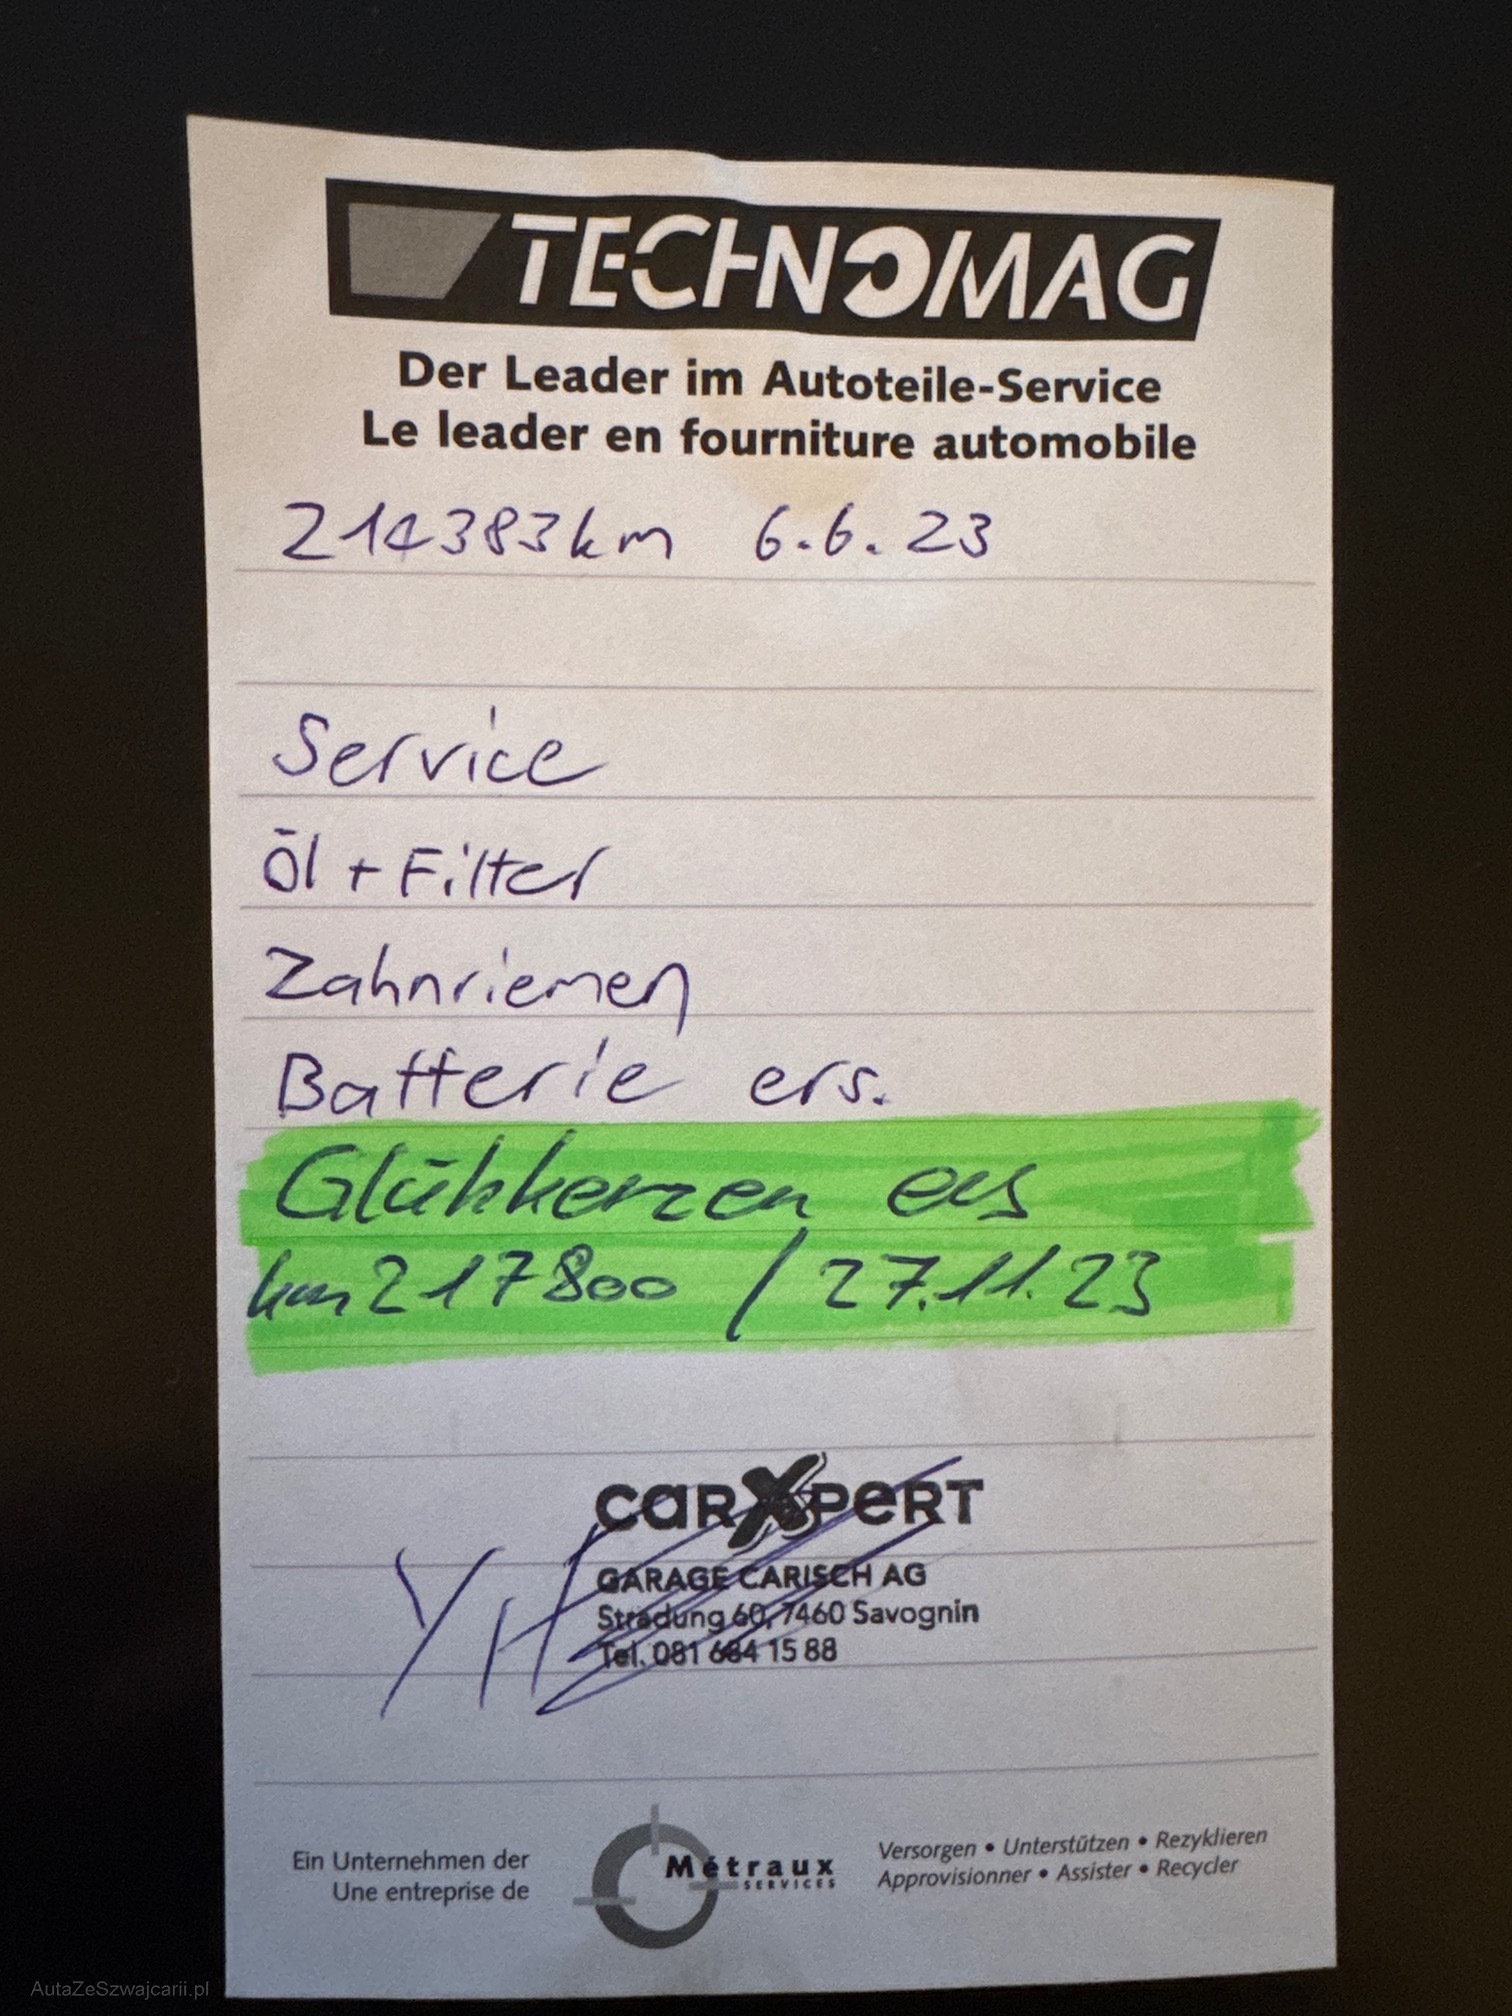 TECHNOMAG
Der Leader im Autoteile-Service
Le leader en fourniture automobile
214383km 6.6.23
Service
Öl + Filter
Zahnriemen
Batterie ers.
Glühkerzen ers
km 217800 / 27.11.23
carXpert
GARAGE CARISCH AG
Stradung 60, 7460 Savognin
Tel. 081 684 15 88
Ein Unternehmen der
Une entreprise de
Métraux
SERVICES
Versorgen • Unterstützen • Rezyklieren
Approvisionner • Assister • Recycler
AutaZeSzwajcarii.pl